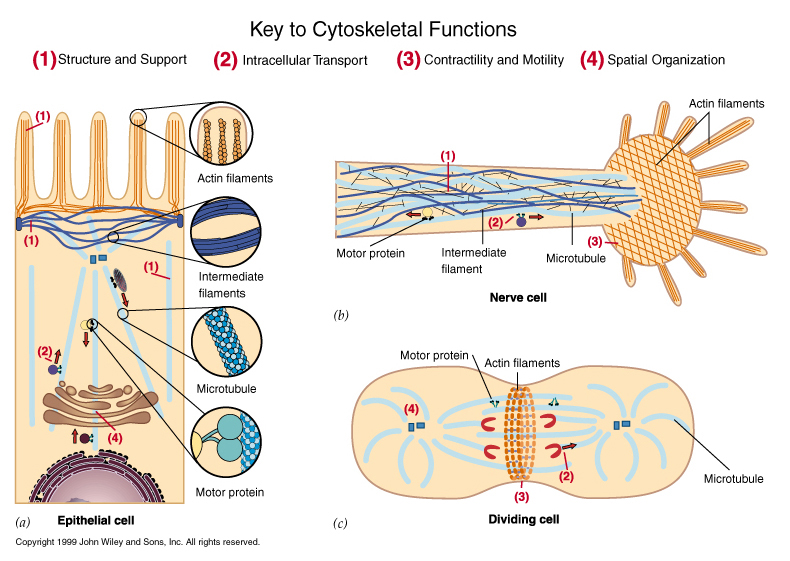 Key to Cytoskeletal Functions
(1) Structure and Support (2) Intracellular Transport (3) Contractility and Motility (4) Spatial Organization
(1)
Actin filaments
(1)
Intermediate
filaments
(1)
Microtubule
(2)
(4)
Motor protein
(a) Epithelial cell
Actin filaments
(1)
(2)
(3)
Motor protein
Intermediate
filament
Microtubule
Nerve cell
(b)
Motor protein
Actin filaments
(4)
(2)
(3)
Microtubule
(c) Dividing cell
Copyright 1999 John Wiley and Sons, Inc. All rights reserved.